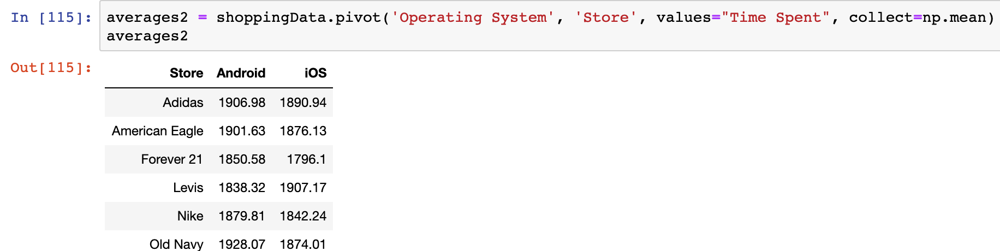 In [115]: averages2 = shoppingData.pivot('Operating System', 'Store', values="Time Spent", collect=np.mean)
averages2
Out[115]:
Store Android iOS
Adidas 1906.98 1890.94
American Eagle 1901.63 1876.13
Forever 21 1850.58 1796.1
Levis 1838.32 1907.17
Nike 1879.81 1842.24
Old Navy 1928.07 1874.01